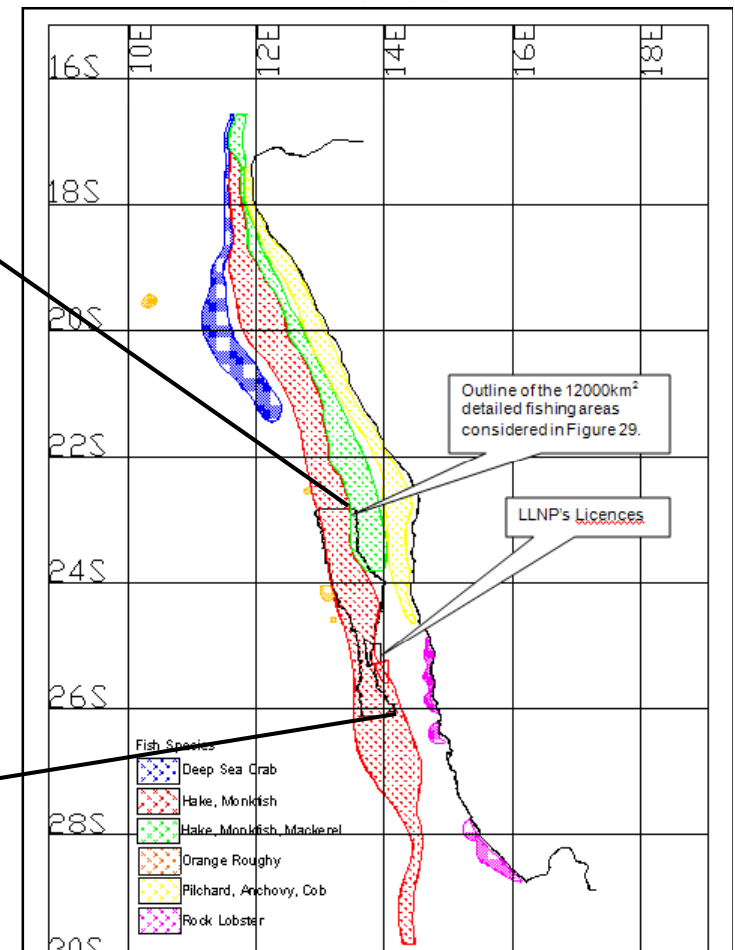 10E 12E 14E 16E 18E
16S
18S
20S
22S
24S
26S
28S
30S
Outline of the 12000km²
detailed fishing areas
considered in Figure 29.
LLNP's Licences
Fish Species
Deep Sea Crab
Hake, Monkfish
Hake, Monkfish, Mackerel
Orange Roughy
Pilchard, Anchovy, Cob
Rock Lobster